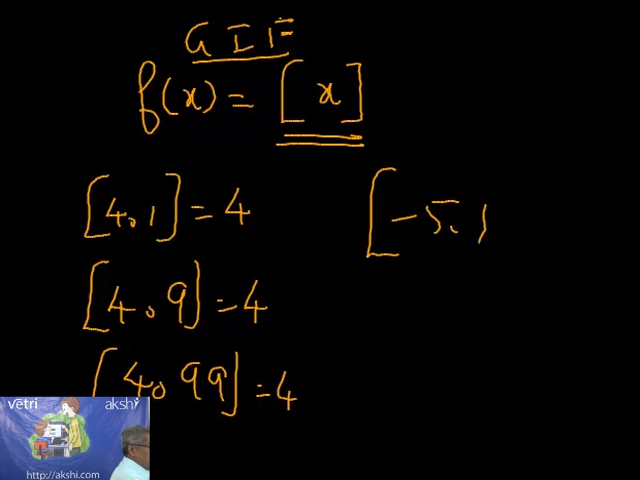 GIF
f(x) = [x]
[4.1] = 4
[-5.1
[4.9] = 4
[4.99] = 4
vetri akshi
http://akshi.com